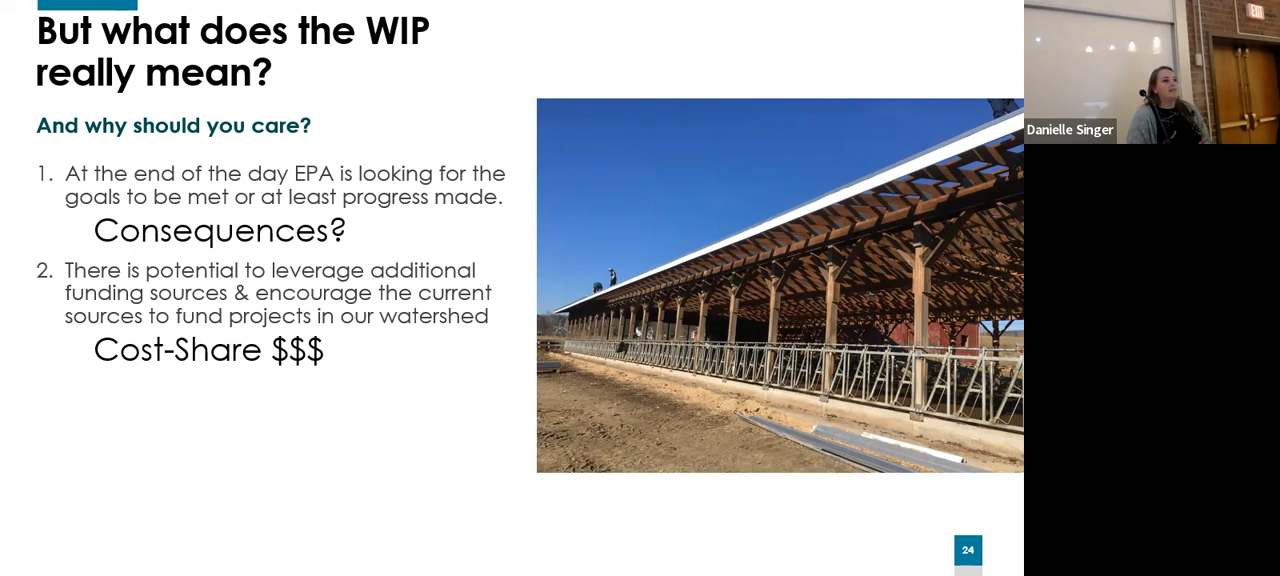 But what does the WIP
really mean?
And why should you care?
1. At the end of the day EPA is looking for the
goals to be met or at least progress made.
Consequences?
2. There is potential to leverage additional
funding sources & encourage the current
sources to fund projects in our watershed
Cost-Share $$$
24
EXIT
Danielle Singer